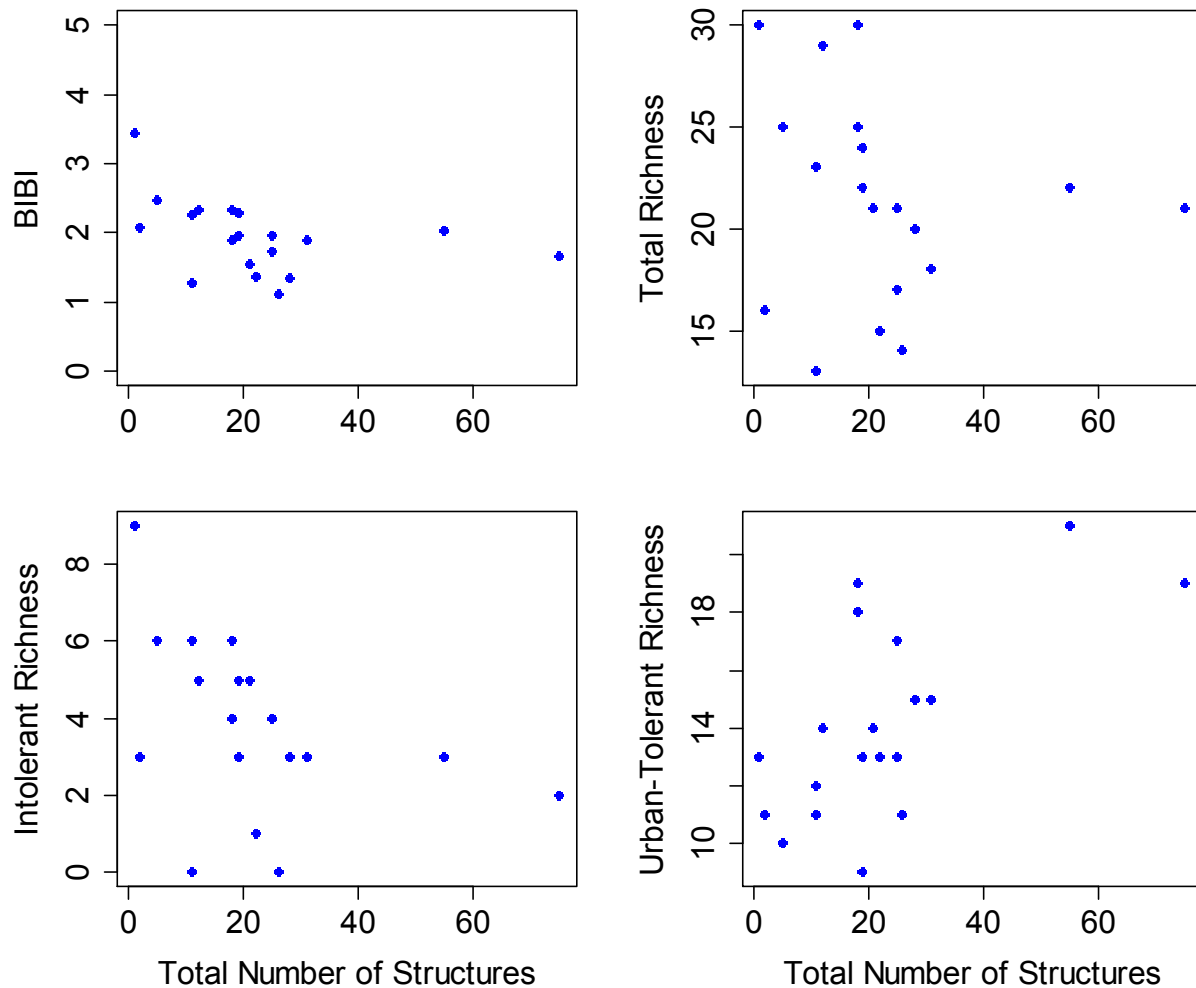 BIBI
0 1 2 3 4 5
0 20 40 60
Total Richness
15 20 25 30
0 20 40 60
Intolerant Richness
0 2 4 6 8
0 20 40 60
Total Number of Structures
Urban-Tolerant Richness
10 14 18
0 20 40 60
Total Number of Structures